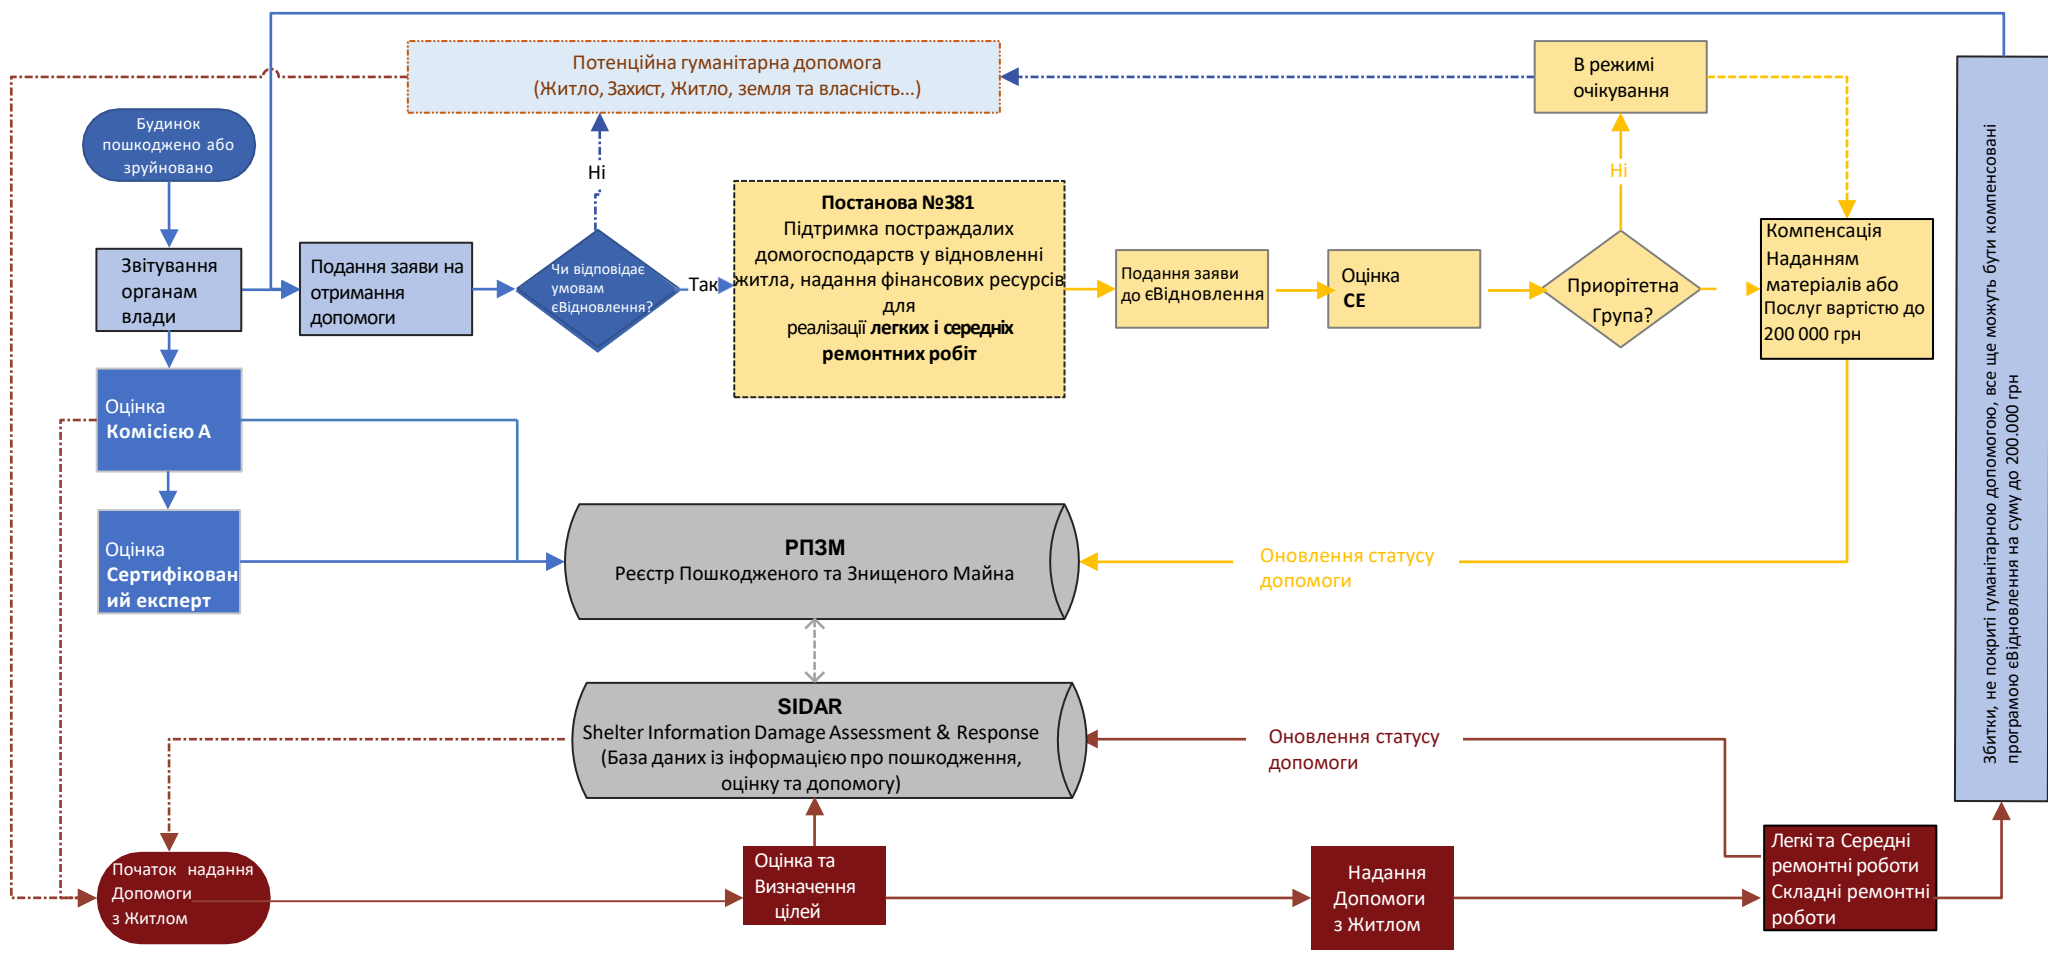 Потенційна гуманітарна допомога
(Житло, Захист, Житло, земля та власність...)
В режимі
очікування
Будинок
пошкоджено або
зруйновано
Ні
Ні
Звітування
органам
влади
Подання заяви на
отримання
допомоги
Чи відповідає
умовам
єВідновлення?
Так
Постанова №381
Підтримка постраждалих
домогосподарств у відновленні
житла, надання фінансових ресурсів
для
реалізації легких і середніх
ремонтних робіт
Подання заяви
до єВідновлення
Оцінка
СЕ
Приорітетна
Група?
Компенсація
Наданням
матеріалів або
Послуг вартістю до
200 000 грн
Збитки, не покриті гуманітарною допомогою, все ще можуть бути компенсовані
програмою єВідновлення на суму до 200.000 грн
Оцінка
Комісією А
Оцінка
Сертифікован
ий експерт
РПЗМ
Реєстр Пошкодженого та Знищеного Майна
Оновлення статусу
допомоги
SIDAR
Shelter Information Damage Assessment & Response
(База даних із інформацією про пошкодження,
оцінку та допомогу)
Оновлення статусу
допомоги
Початок надання
Допомоги
з Житлом
Оцінка та
Визначення
цілей
Надання
Допомоги
з Житлом
Легкі та Середні
ремонтні роботи
Складні ремонтні
роботи